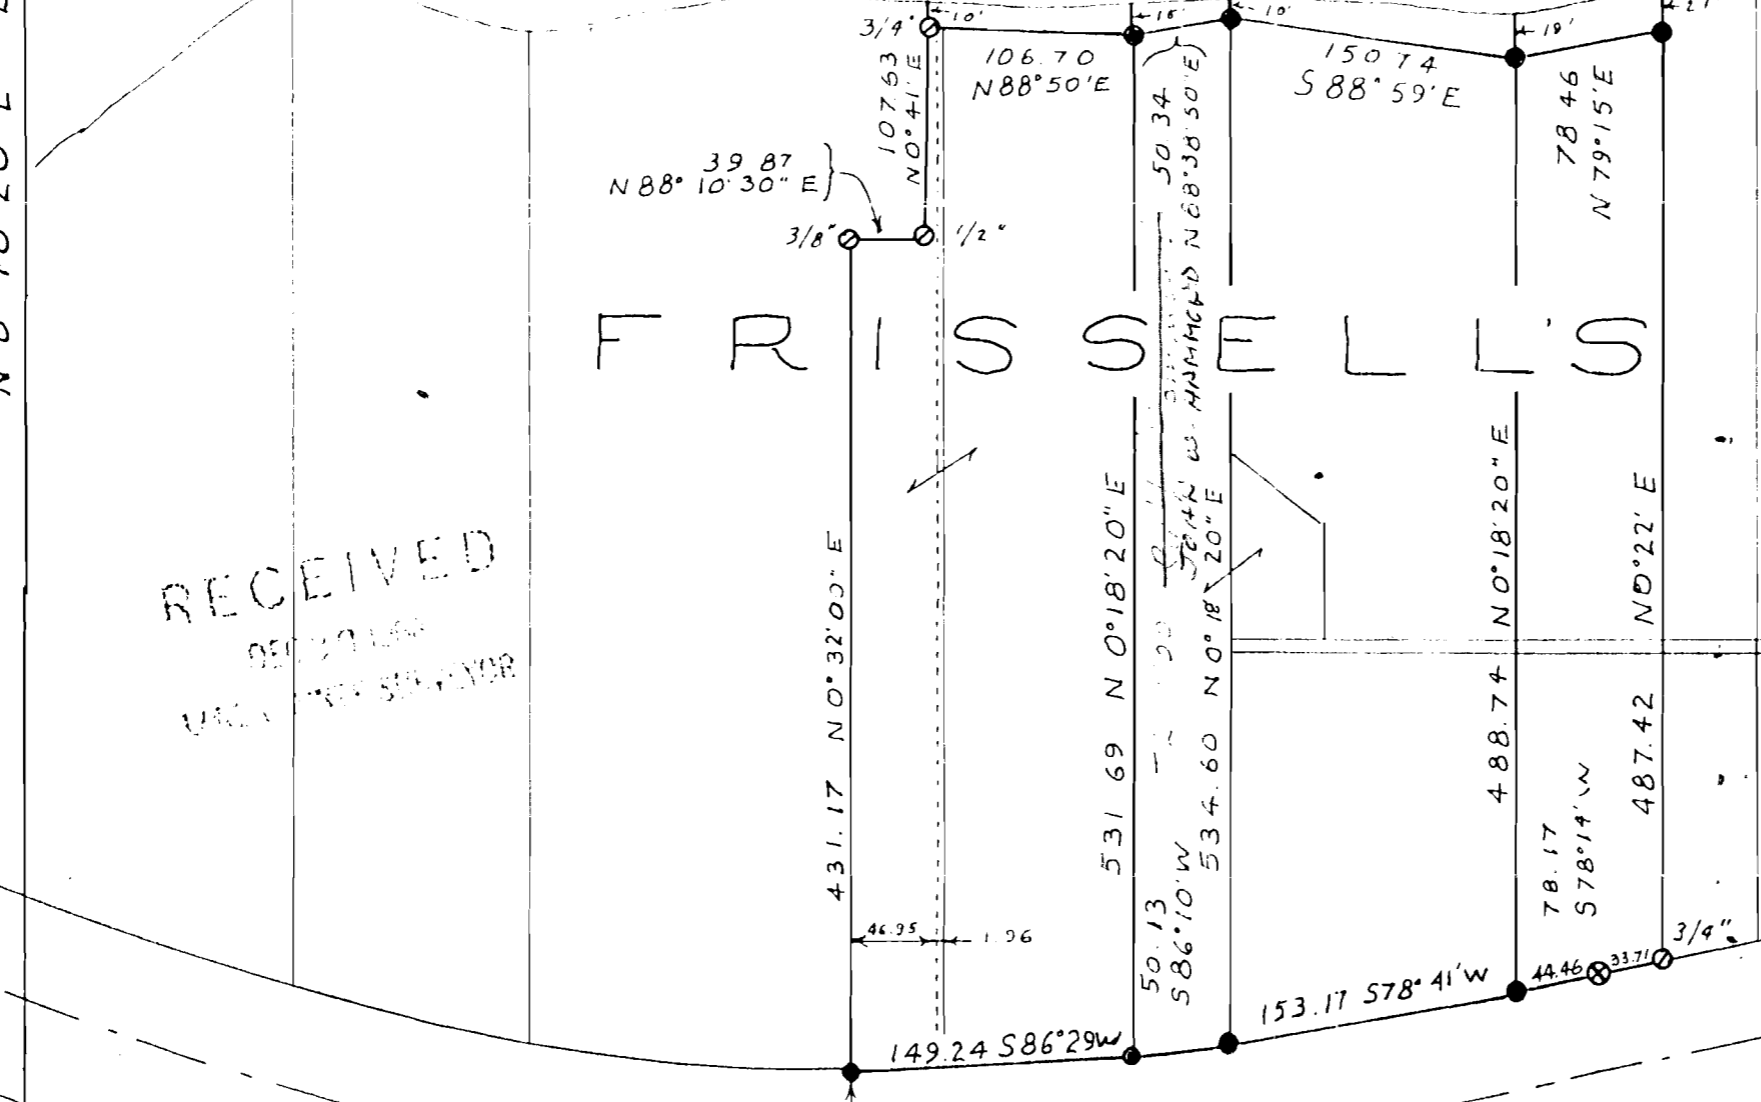 10'
16'
10'
19'
21'
3/4"
107.53
N0°41'E
106.70
N88°50'E
50.34
N88°38'50"E)
150 74
S88°59'E
78 46
N79°15'E
39 87
N88° 10' 30" E
3/8"
1/2"
FRISSELL'S
RECEIVED
SURVEYOR
431.17 N0°32'00" E
531 69 N0°18'20" E
534.60 N0°18'20" E
488.74 N0°18'20" E
487.42 N0°22' E
50.13
S86°10'W
78.17
S78°14'W
46.95
1.96
149.24 S86°29W
153.17 S78°41'W
44.46
33.71
3/4"